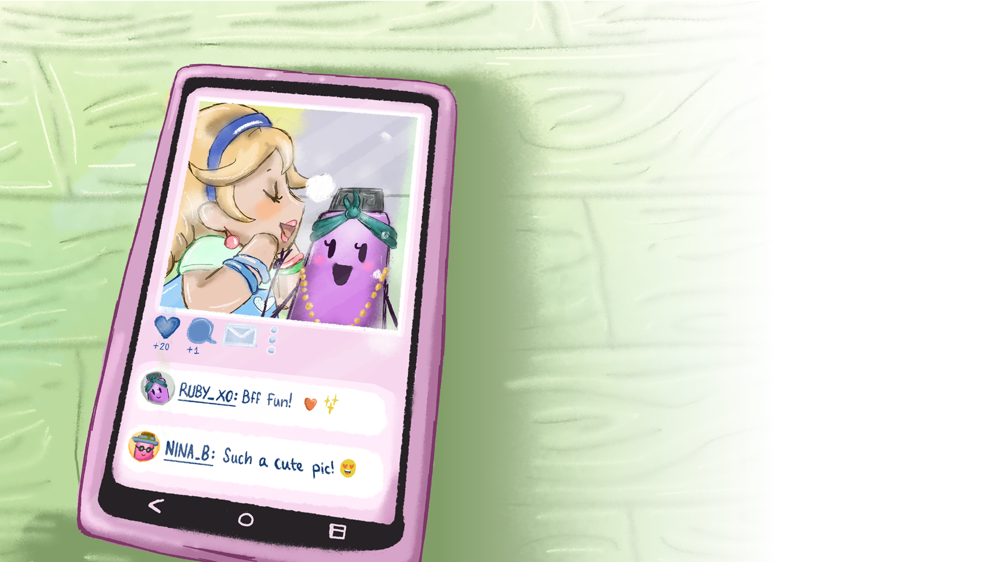 +20
+1
RUBY_XO: Bff Fun!
NINA_B: Such a cute pic!